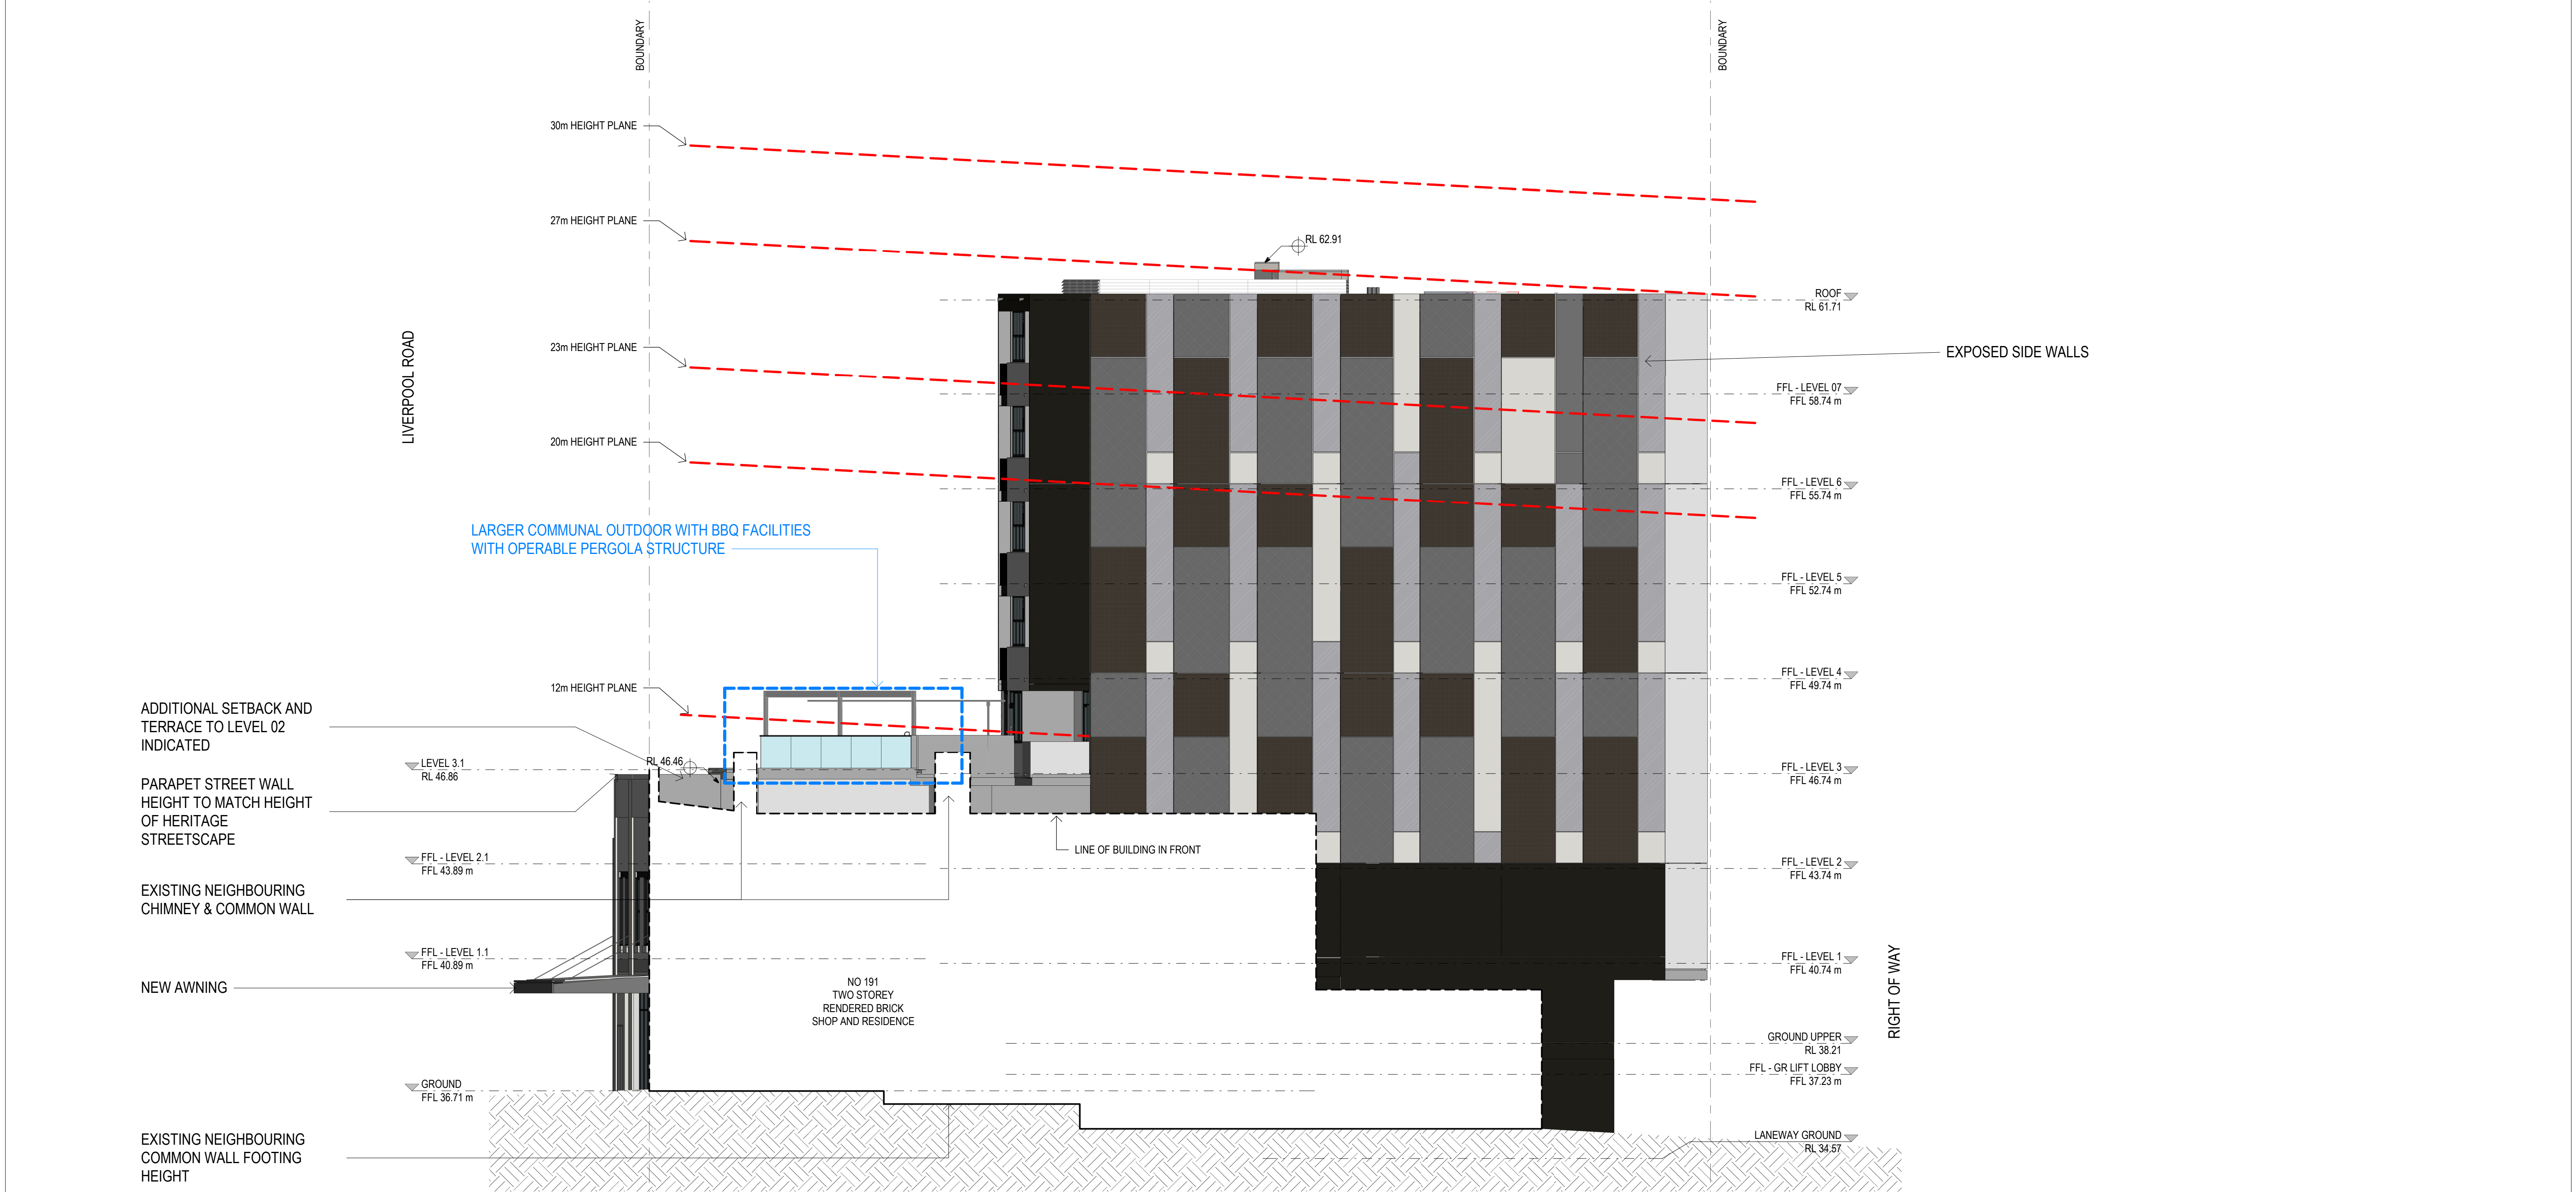 BOUNDARY
BOUNDARY
30m HEIGHT PLANE
27m HEIGHT PLANE
RL 62.91
ROOF
RL 61.71
LIVERPOOL ROAD
23m HEIGHT PLANE
EXPOSED SIDE WALLS
FFL - LEVEL 07
FFL 58.74 m
20m HEIGHT PLANE
FFL - LEVEL 6
FFL 55.74 m
LARGER COMMUNAL OUTDOOR WITH BBQ FACILITIES
WITH OPERABLE PERGOLA STRUCTURE
FFL - LEVEL 5
FFL 52.74 m
12m HEIGHT PLANE
FFL - LEVEL 4
FFL 49.74 m
ADDITIONAL SETBACK AND
TERRACE TO LEVEL 02
INDICATED
LEVEL 3.1
RL 46.86
RL 46.46
FFL - LEVEL 3
FFL 46.74 m
PARAPET STREET WALL
HEIGHT TO MATCH HEIGHT
OF HERITAGE
STREETSCAPE
LINE OF BUILDING IN FRONT
FFL - LEVEL 2.1
FFL 43.89 m
FFL - LEVEL 2
FFL 43.74 m
EXISTING NEIGHBOURING
CHIMNEY & COMMON WALL
FFL - LEVEL 1.1
FFL 40.89 m
FFL - LEVEL 1
FFL 40.74 m
NEW AWNING
NO 191
TWO STOREY
RENDERED BRICK
SHOP AND RESIDENCE
RIGHT OF WAY
GROUND UPPER
RL 38.21
FFL - GR LIFT LOBBY
FFL 37.23 m
GROUND
FFL 36.71 m
EXISTING NEIGHBOURING
COMMON WALL FOOTING
HEIGHT
LANEWAY GROUND
RL 34.57